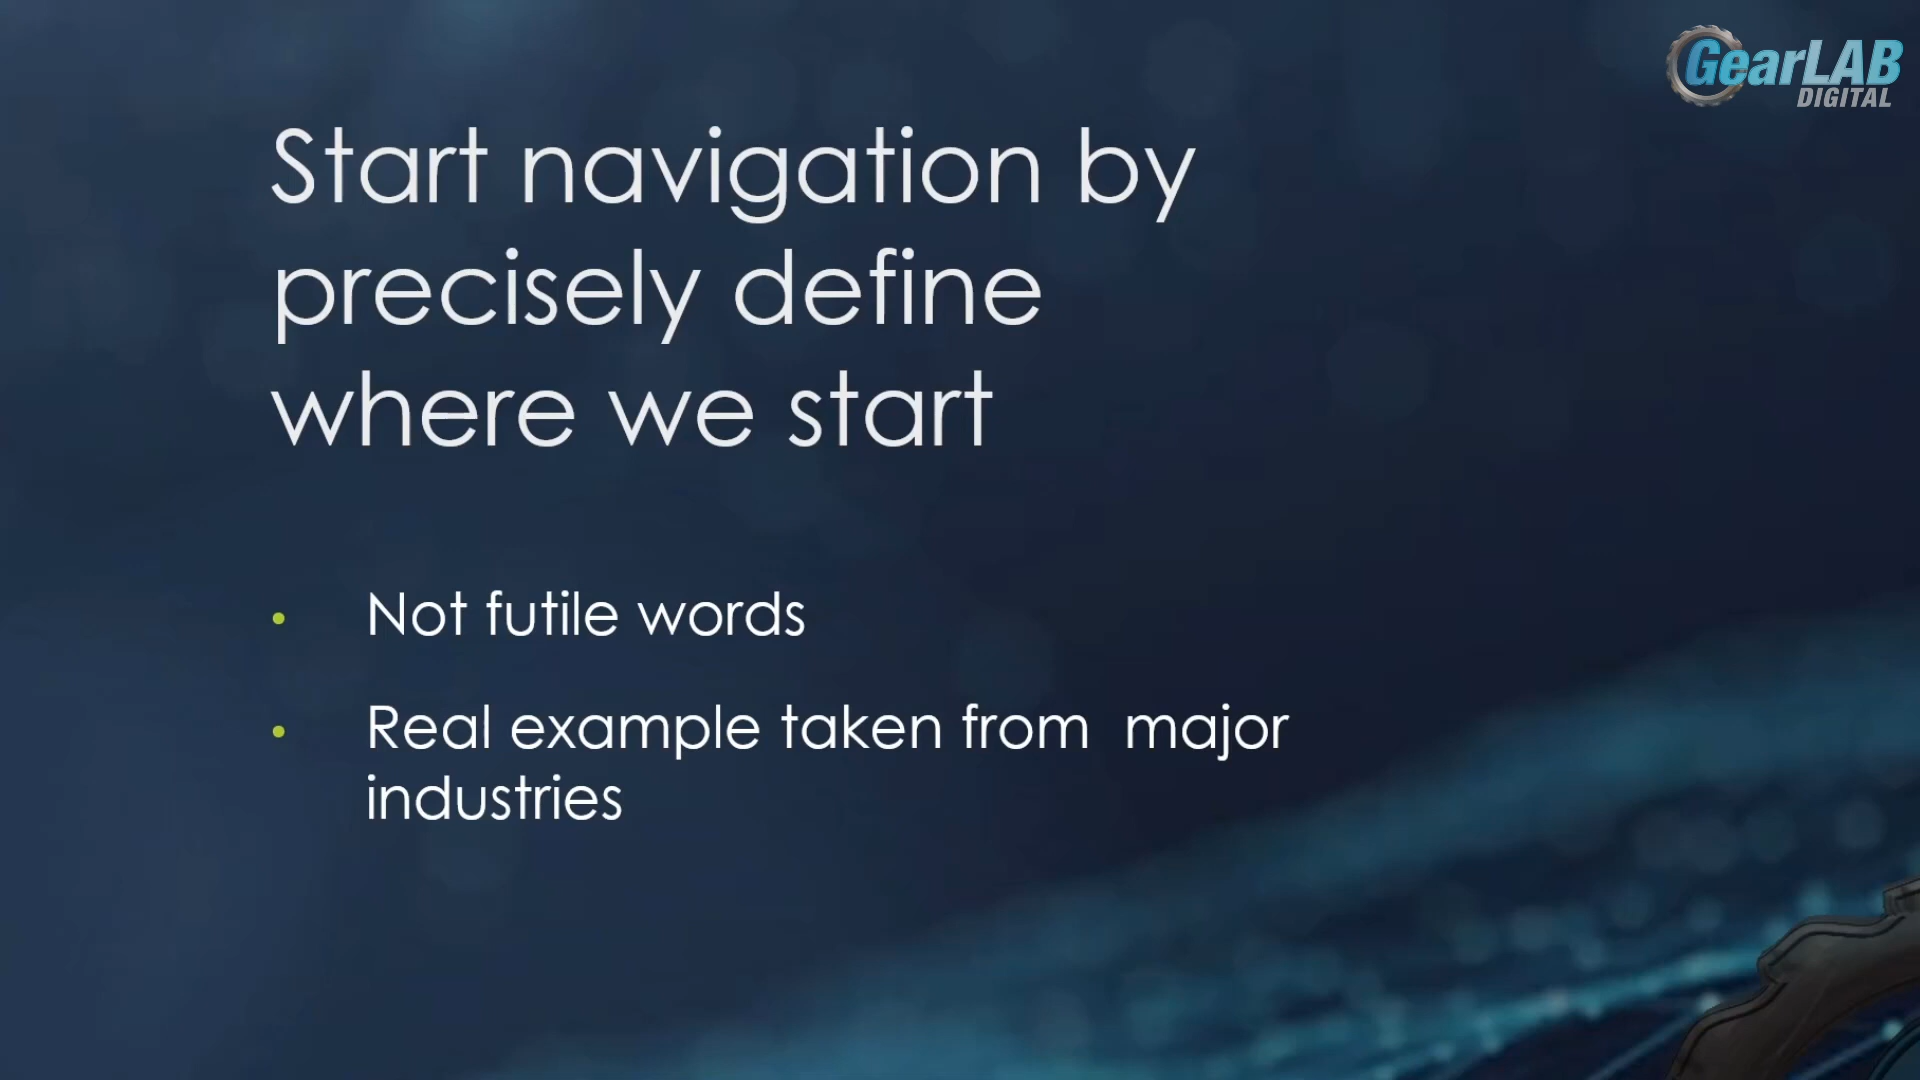 GearLAB
DIGITAL
Start navigation by
precisely define
where we start
• Not futile words
• Real example taken from  major
industries